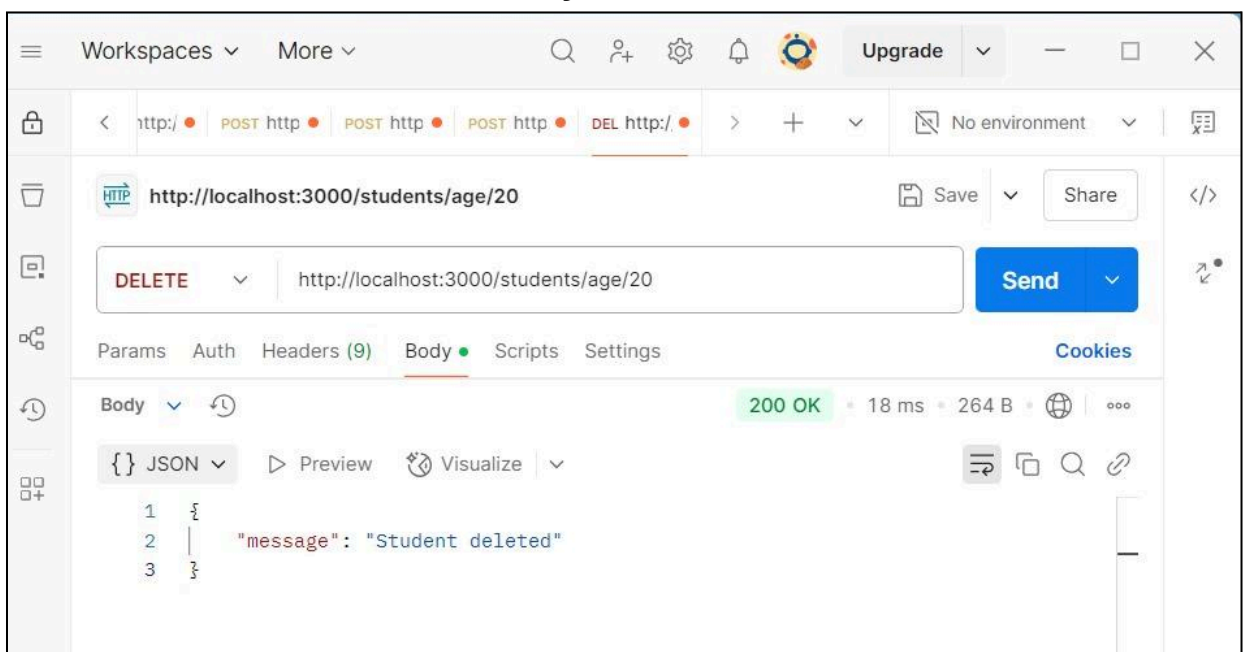 Workspaces More Upgrade
http:/ POST http POST http POST http DEL http:/ No environment
HTTP http://localhost:3000/students/age/20 Save Share </>
DELETE http://localhost:3000/students/age/20 Send
Params Auth Headers (9) Body Scripts Settings Cookies
Body 200 OK 18 ms 264 B
{} JSON Preview Visualize
1 {
2 "message": "Student deleted"
3 }